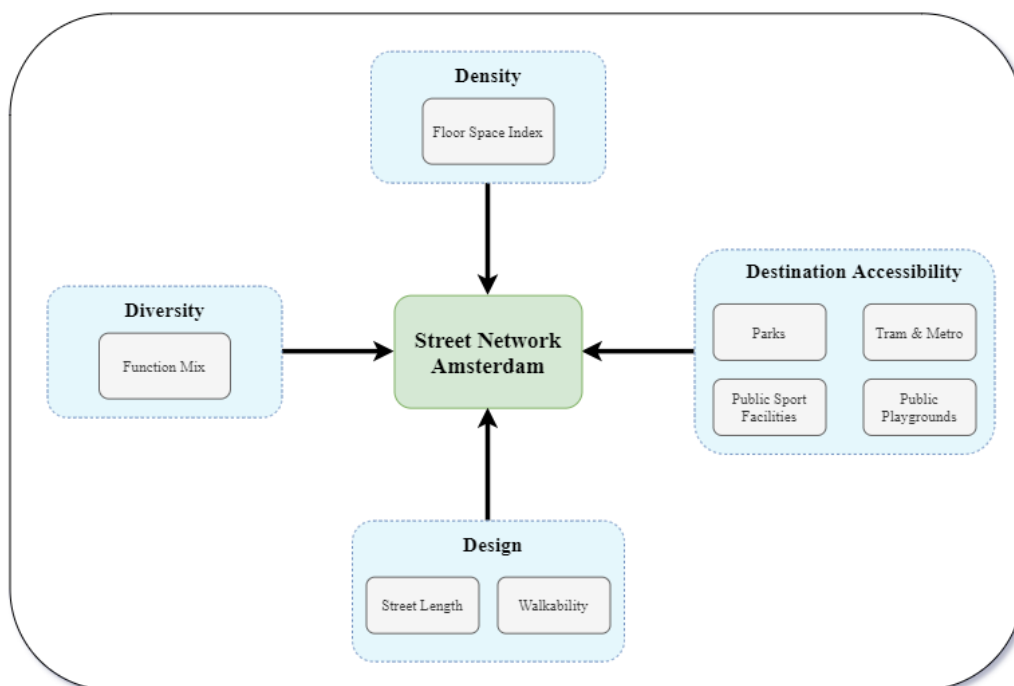 Density
Floor Space Index
Diversity
Function Mix
Street Network
Amsterdam
Destination Accessibility
Parks
Tram & Metro
Public Sport
Facilities
Public
Playgrounds
Design
Street Length
Walkability